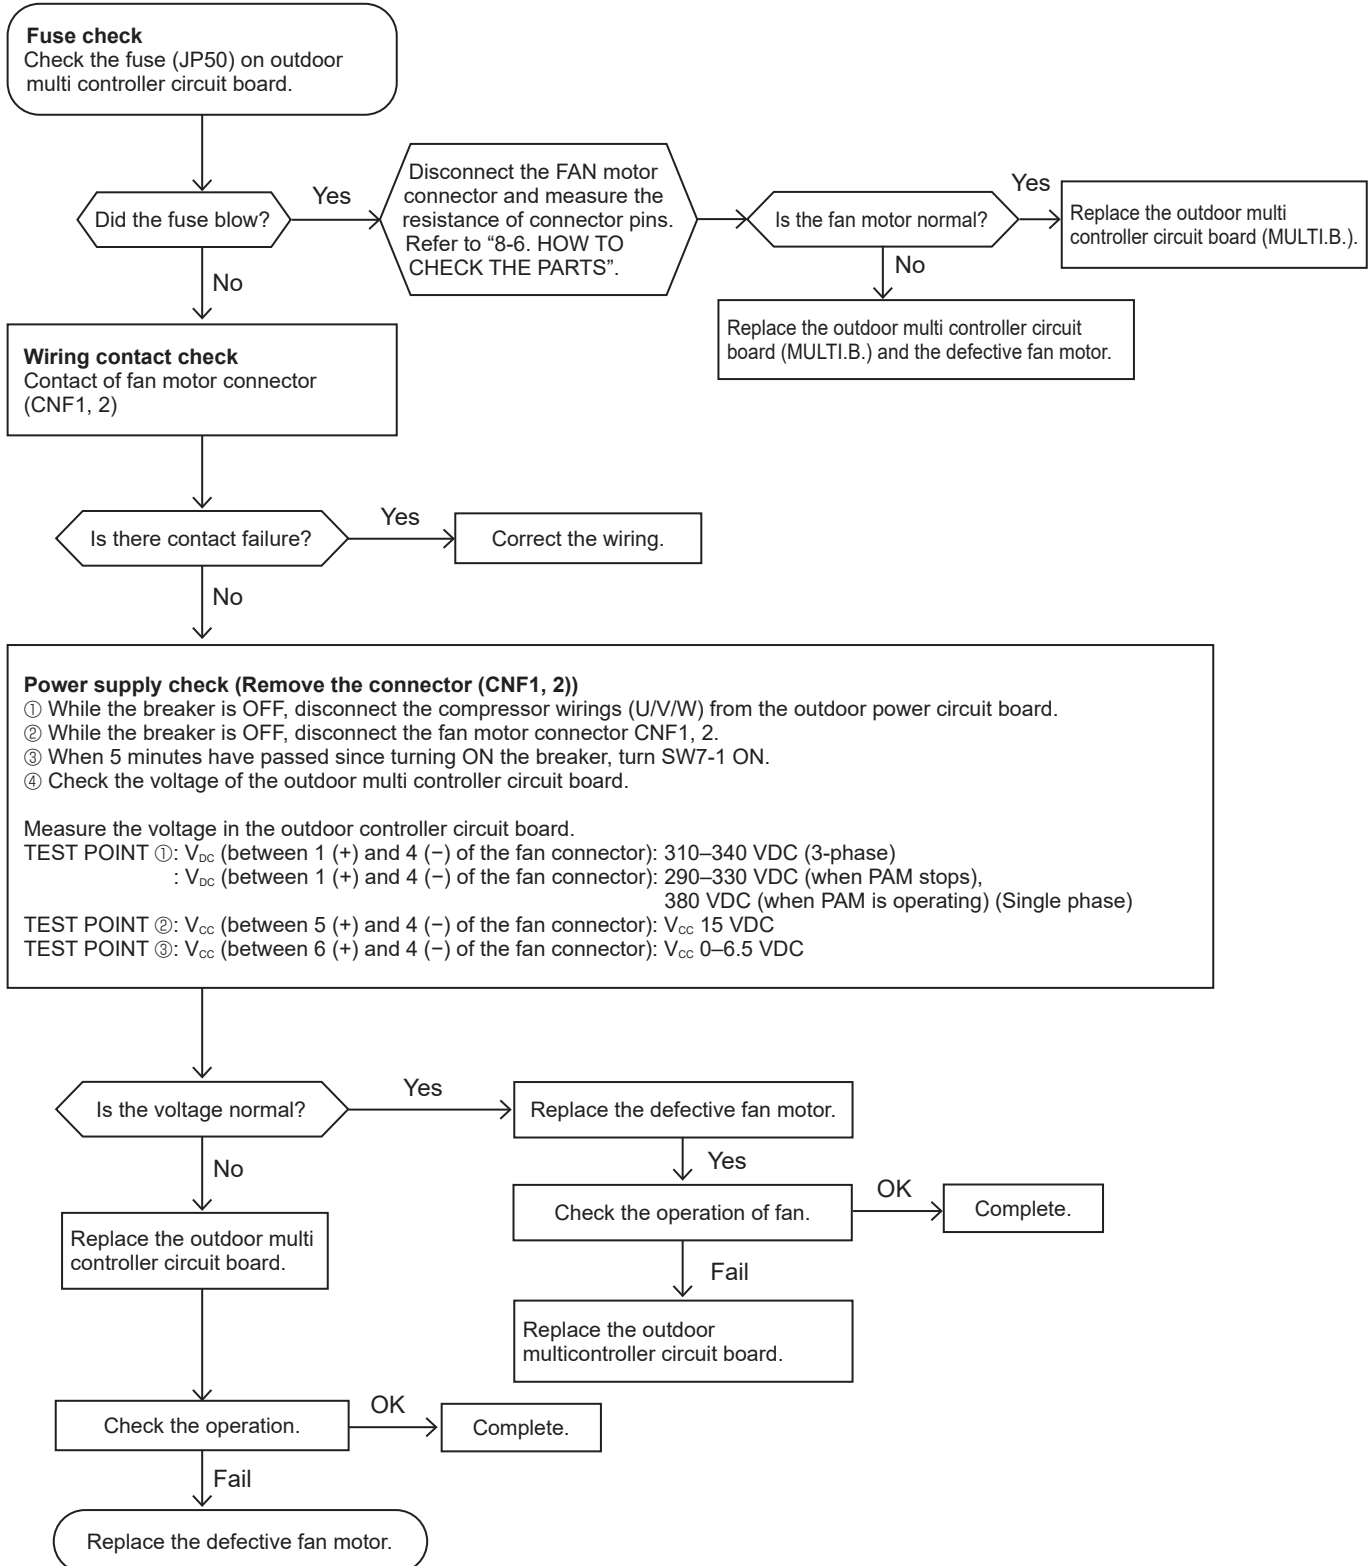 Fuse check
Check the fuse (JP50) on outdoor
multi controller circuit board.
Did the fuse blow?
Yes
Disconnect the FAN motor
connector and measure the
resistance of connector pins.
Refer to “8-6. HOW TO
CHECK THE PARTS”.
Is the fan motor normal?
Yes
Replace the outdoor multi
controller circuit board (MULTI.B.).
No
Replace the outdoor multi controller circuit
board (MULTI.B.) and the defective fan motor.
No
Wiring contact check
Contact of fan motor connector
(CNF1, 2)
Is there contact failure?
Yes
Correct the wiring.
No
Power supply check (Remove the connector (CNF1, 2))
① While the breaker is OFF, disconnect the compressor wirings (U/V/W) from the outdoor power circuit board.
② While the breaker is OFF, disconnect the fan motor connector CNF1, 2.
③ When 5 minutes have passed since turning ON the breaker, turn SW7-1 ON.
④ Check the voltage of the outdoor multi controller circuit board.
Measure the voltage in the outdoor controller circuit board.
TEST POINT ①: VDC (between 1 (+) and 4 (−) of the fan connector): 310–340 VDC (3-phase)
: VDC (between 1 (+) and 4 (−) of the fan connector): 290–330 VDC (when PAM stops),
380 VDC (when PAM is operating) (Single phase)
TEST POINT ②: VCC (between 5 (+) and 4 (−) of the fan connector): VCC 15 VDC
TEST POINT ③: VCC (between 6 (+) and 4 (−) of the fan connector): VCC 0–6.5 VDC
Is the voltage normal?
Yes
Replace the defective fan motor.
Yes
Check the operation of fan.
OK
Complete.
Fail
Replace the outdoor
multicontroller circuit board.
No
Replace the outdoor multi
controller circuit board.
Check the operation.
OK
Complete.
Fail
Replace the defective fan motor.